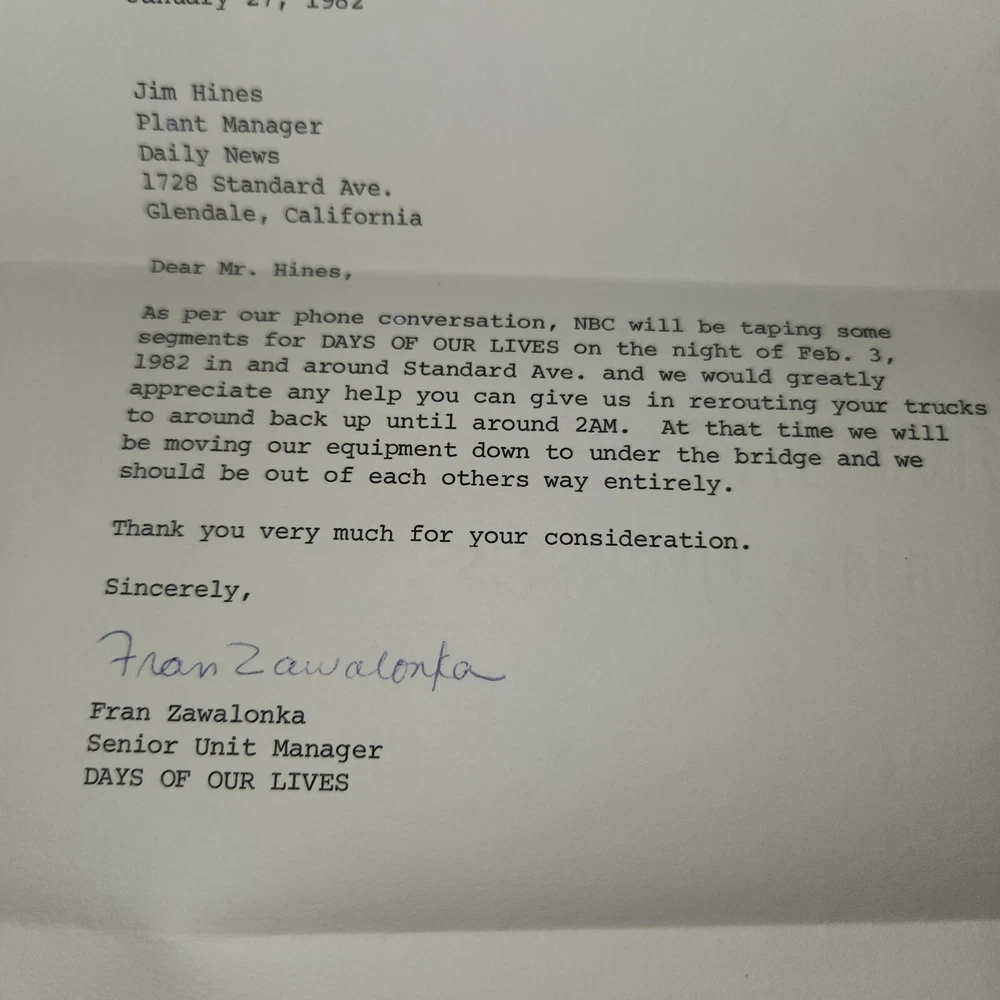 January 27, 1982
Jim Hines
Plant Manager
Daily News
1728 Standard Ave.
Glendale, California
Dear Mr. Hines,
As per our phone conversation, NBC will be taping some
segments for DAYS OF OUR LIVES on the night of Feb. 3,
1982 in and around Standard Ave. and we would greatly
appreciate any help you can give us in rerouting your trucks
to around back up until around 2AM. At that time we will
be moving our equipment down to under the bridge and we
should be out of each others way entirely.
Thank you very much for your consideration.
Sincerely,
Fran Zawalonka
Fran Zawalonka
Senior Unit Manager
DAYS OF OUR LIVES